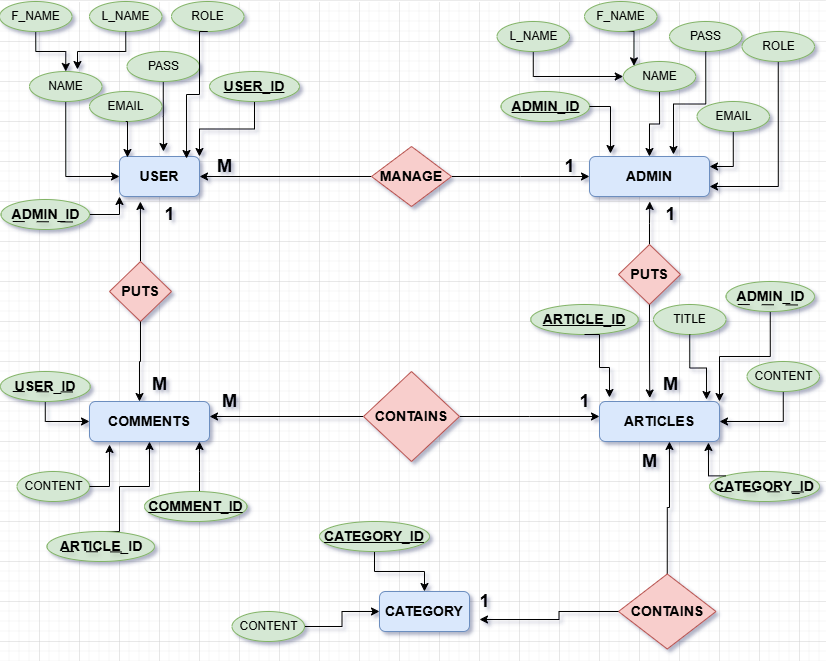 F_NAME
L_NAME
ROLE
F_NAME
L_NAME
PASS
ROLE
PASS
NAME
USER_ID
NAME
EMAIL
ADMIN_ID
EMAIL
USER
M
MANAGE
1
ADMIN
ADMIN_ID
1
1
PUTS
PUTS
ADMIN_ID
ARTICLE_ID
TITLE
USER_ID
M
M
CONTENT
M
1
COMMENTS
CONTAINS
ARTICLES
M
CONTENT
CATEGORY_ID
COMMENT_ID
ARTICLE_ID
CATEGORY_ID
1
CATEGORY
CONTAINS
CONTENT